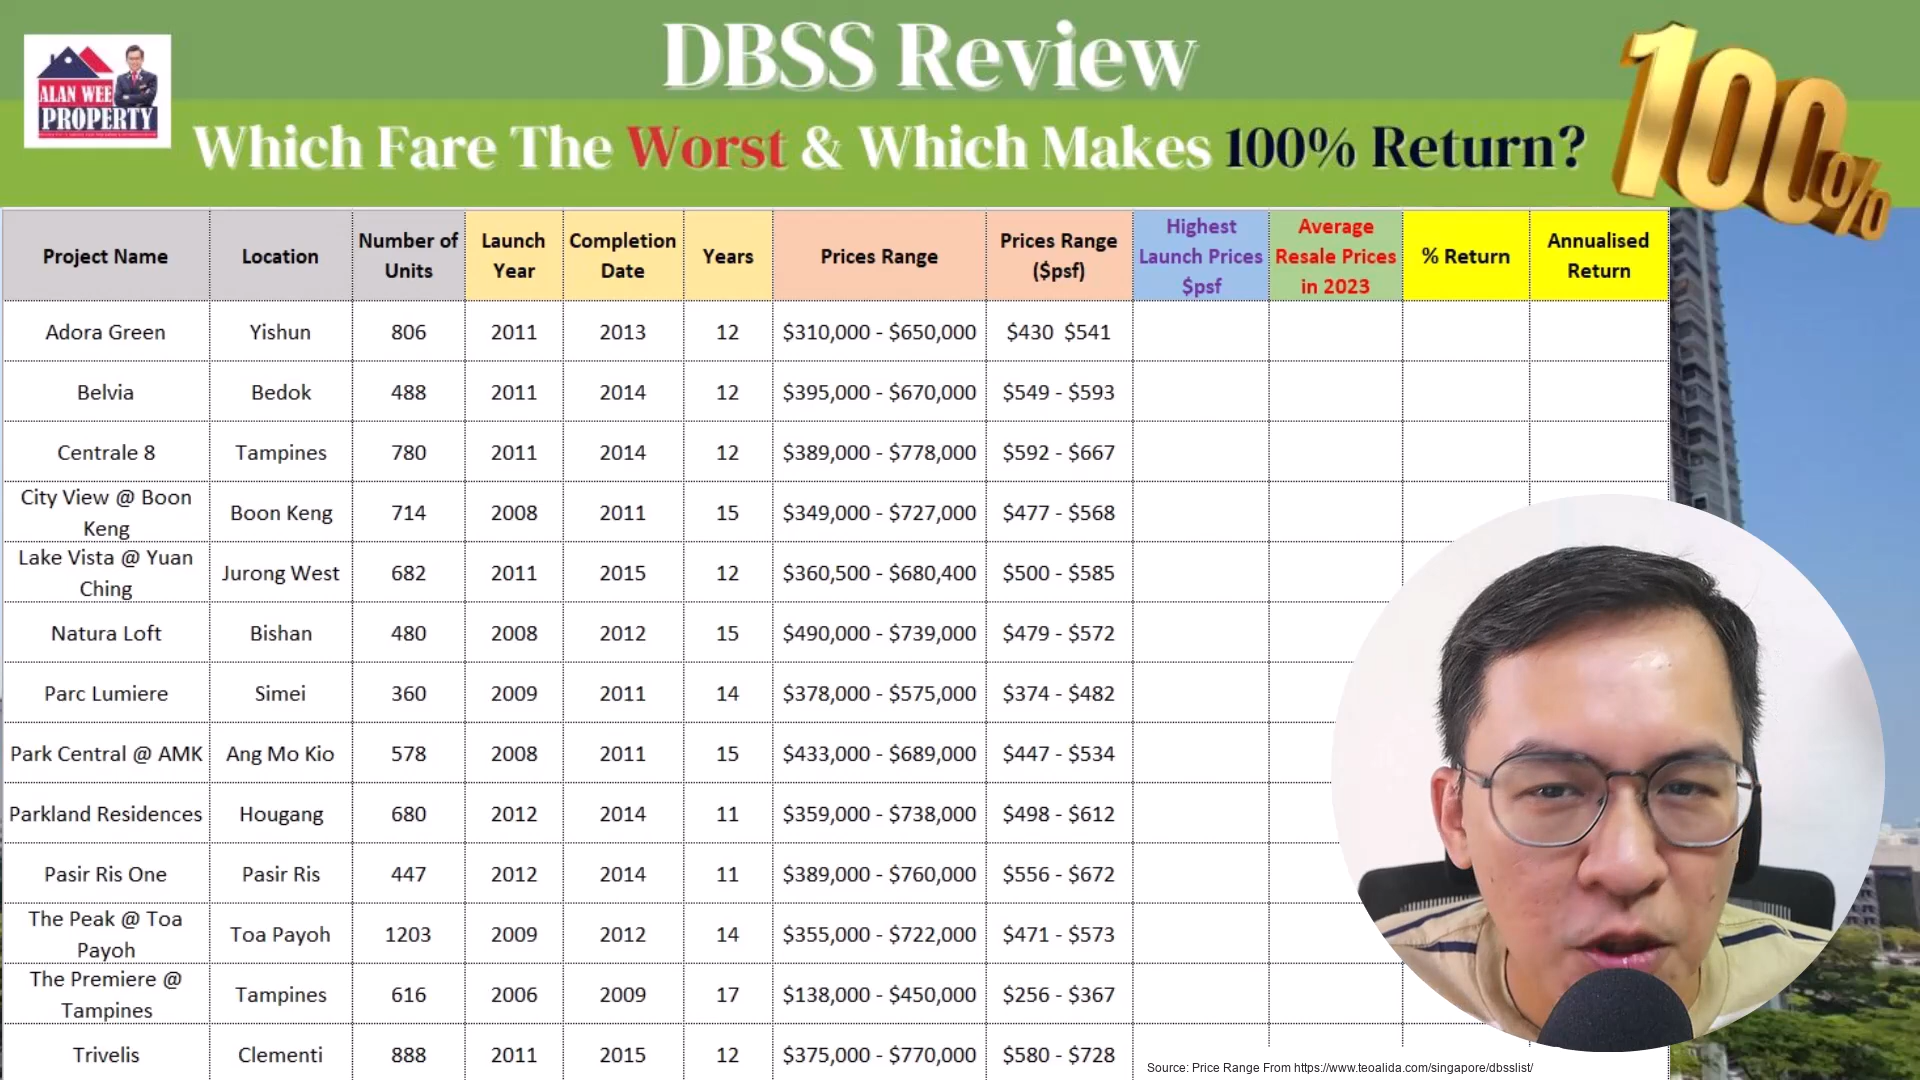 DBSS Review
ALAN WEE
PROPERTY
Which Fare The Worst & Which Makes 100% Return?
100%
Project Name Location Number of Units Launch Year Completion Date Years Prices Range Prices Range ($psf) Highest Launch Prices $psf Average Resale Prices in 2023 % Return Annualised Return
Adora Green Yishun 806 2011 2013 12 $310,000 - $650,000 $430 $541
Belvia Bedok 488 2011 2014 12 $395,000 - $670,000 $549 - $593
Centrale 8 Tampines 780 2011 2014 12 $389,000 - $778,000 $592 - $667
City View @ Boon Keng Boon Keng 714 2008 2011 15 $349,000 - $727,000 $477 - $568
Lake Vista @ Yuan Ching Jurong West 682 2011 2015 12 $360,500 - $680,400 $500 - $585
Natura Loft Bishan 480 2008 2012 15 $490,000 - $739,000 $479 - $572
Parc Lumiere Simei 360 2009 2011 14 $378,000 - $575,000 $374 - $482
Park Central @ AMK Ang Mo Kio 578 2008 2011 15 $433,000 - $689,000 $447 - $534
Parkland Residences Hougang 680 2012 2014 11 $359,000 - $738,000 $498 - $612
Pasir Ris One Pasir Ris 447 2012 2014 11 $389,000 - $760,000 $556 - $672
The Peak @ Toa Payoh Toa Payoh 1203 2009 2012 14 $355,000 - $722,000 $471 - $573
The Premiere @ Tampines Tampines 616 2006 2009 17 $138,000 - $450,000 $256 - $367
Trivelis Clementi 888 2011 2015 12 $375,000 - $770,000 $580 - $728
Source: Price Range From https://www.teoalida.com/singapore/dbsslist/